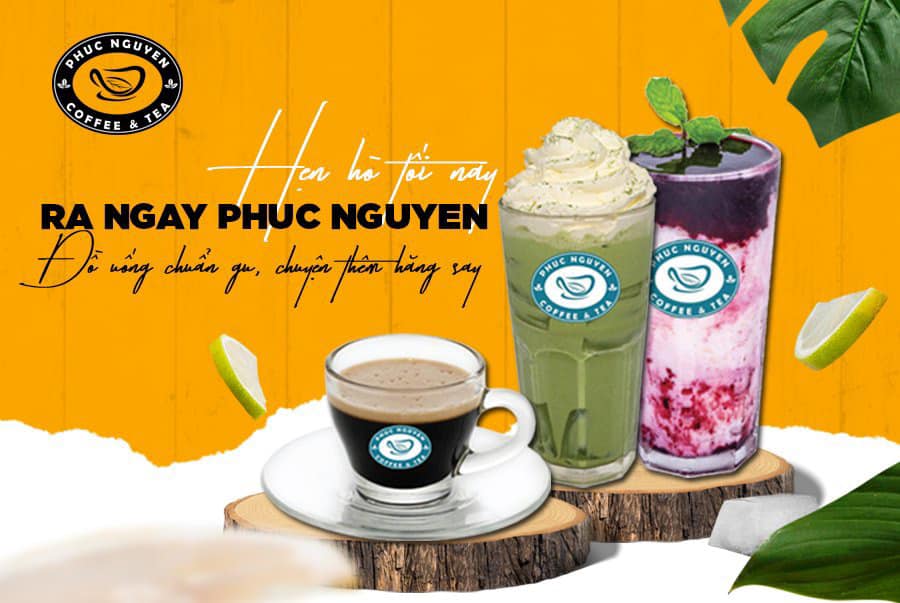 PHUC NGUYEN
COFFEE & TEA
Hẹn hò tối nay
RA NGAY PHUC NGUYEN
Đồ uống chuẩn gu, chuyện thêm hăng say
PHUC NGUYEN
COFFEE & TEA
PHUC NGUYEN
COFFEE & TEA
PHUC NGUYEN
COFFEE & TEA